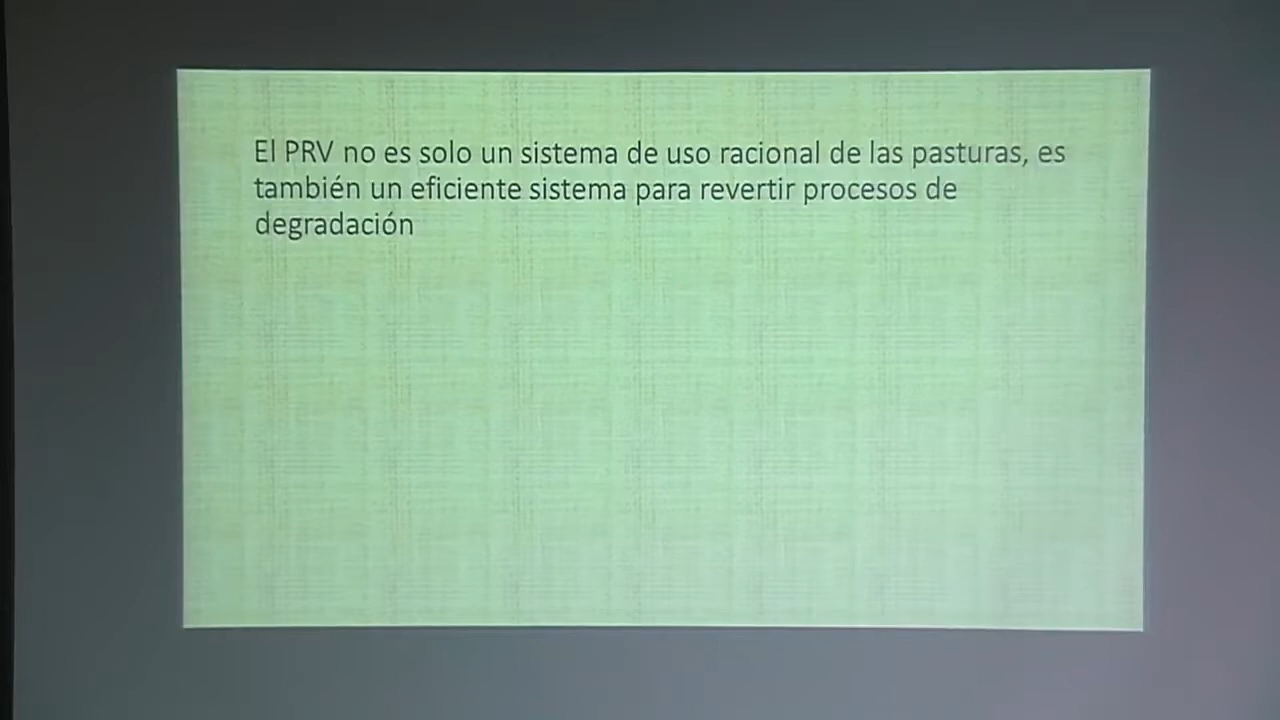 El PRV no es solo un sistema de uso racional de las pasturas, es
también un eficiente sistema para revertir procesos de
degradación